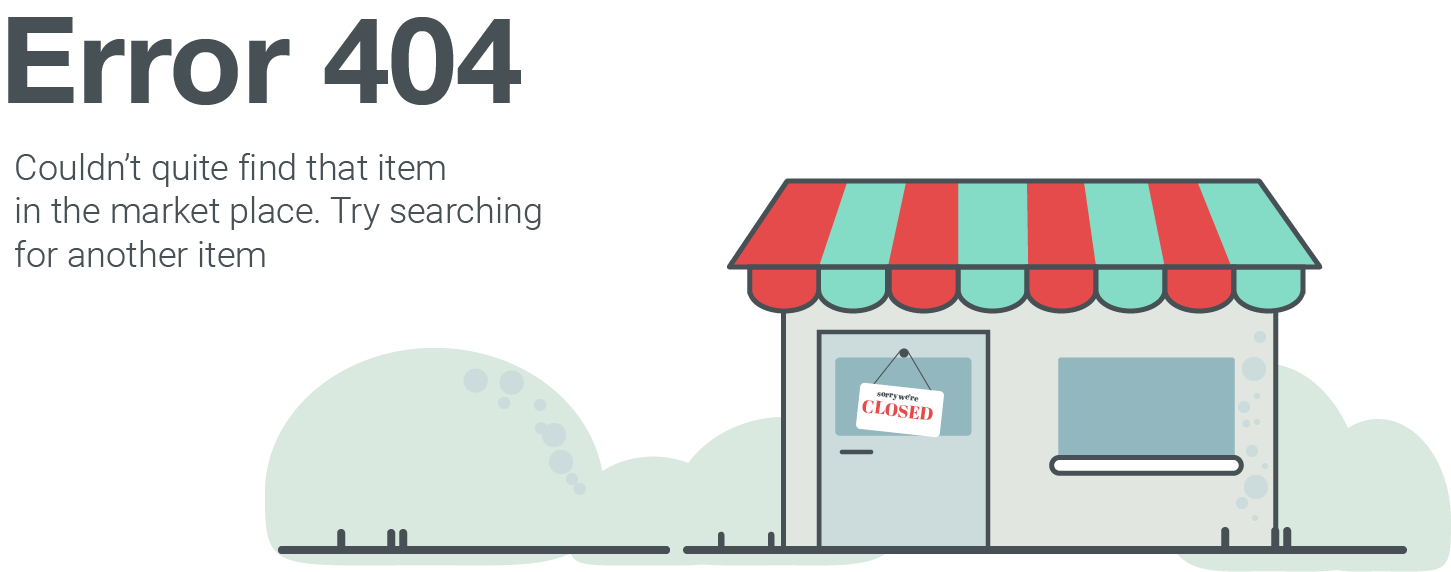 Error 404
Couldn’t quite find that item
in the market place. Try searching
for another item
sorry we're
CLOSED